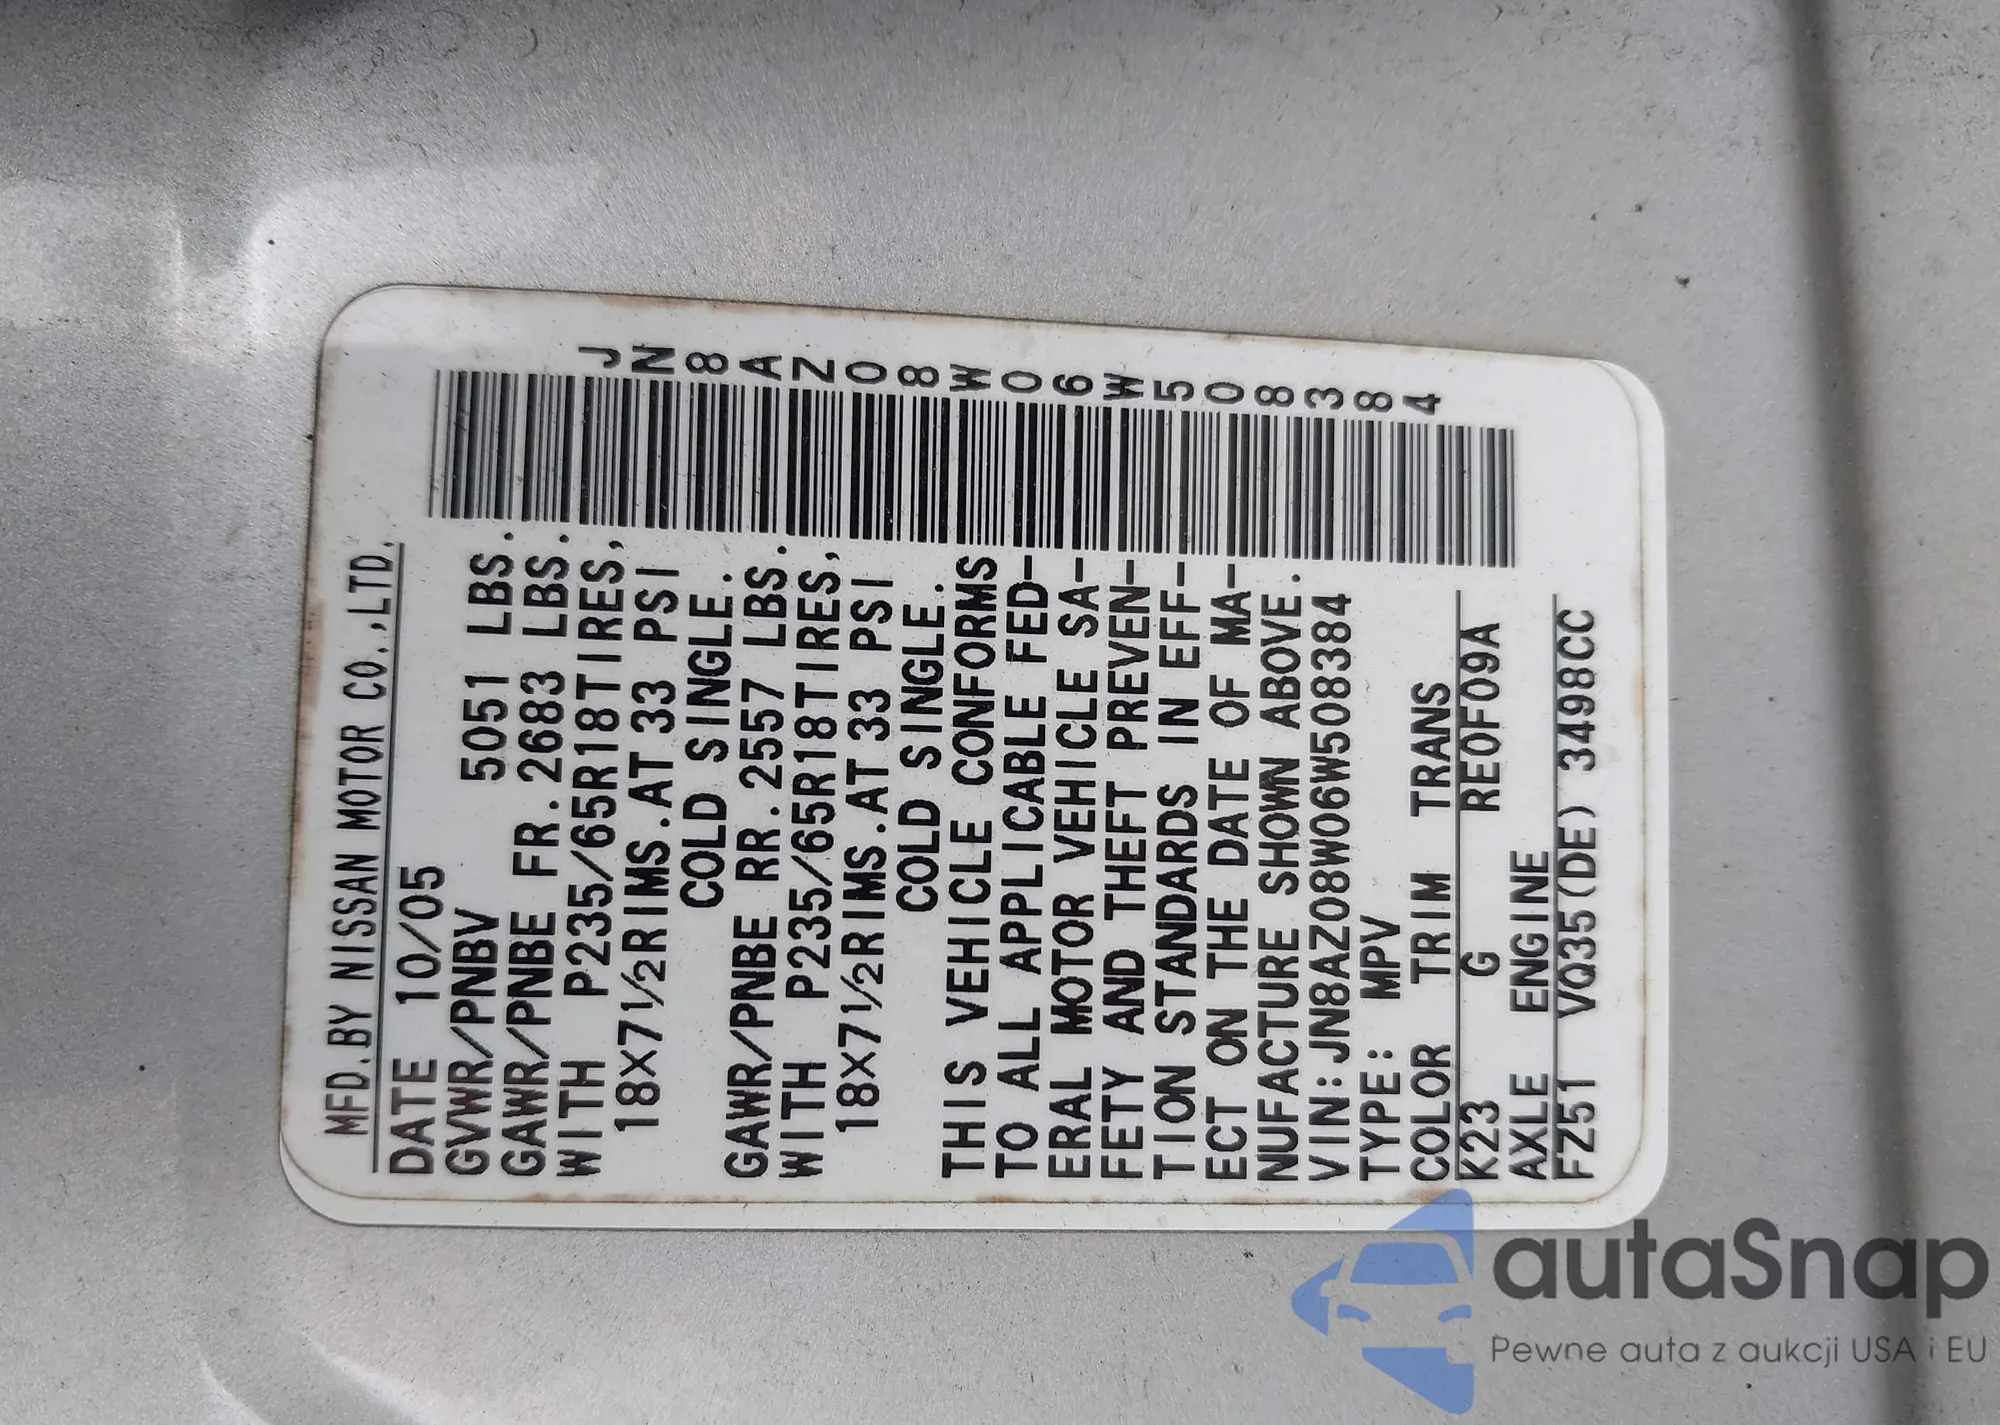 MFD.BY NISSAN MOTOR CO.,LTD.
DATE 10/05
GVWR/PNBV 5051 LBS.
GAWR/PNBE FR.2683 LBS.
WITH P235/65R18TIRES,
18×7½RIMS.AT 33 PSI
COLD SINGLE.
GAWR/PNBE RR.2557 LBS.
WITH P235/65R18TIRES,
18×7½RIMS.AT 33 PSI
COLD SINGLE.
THIS VEHICLE CONFORMS
TO ALL APPLICABLE FED-
ERAL MOTOR VEHICLE SA-
FETY AND THEFT PREVEN-
TION STANDARDS IN EFF-
ECT ON THE DATE OF MA-
NUFACTURE SHOWN ABOVE.
VIN:JN8AZ08W06W508384
TYPE: MPV
COLOR TRIM TRANS
K23 G RE0F09A
AXLE ENGINE
FZ51 VQ35(DE) 3498CC
JN8AZ08W06W508384
autaSnap
Pewne auta z aukcji USA i EU